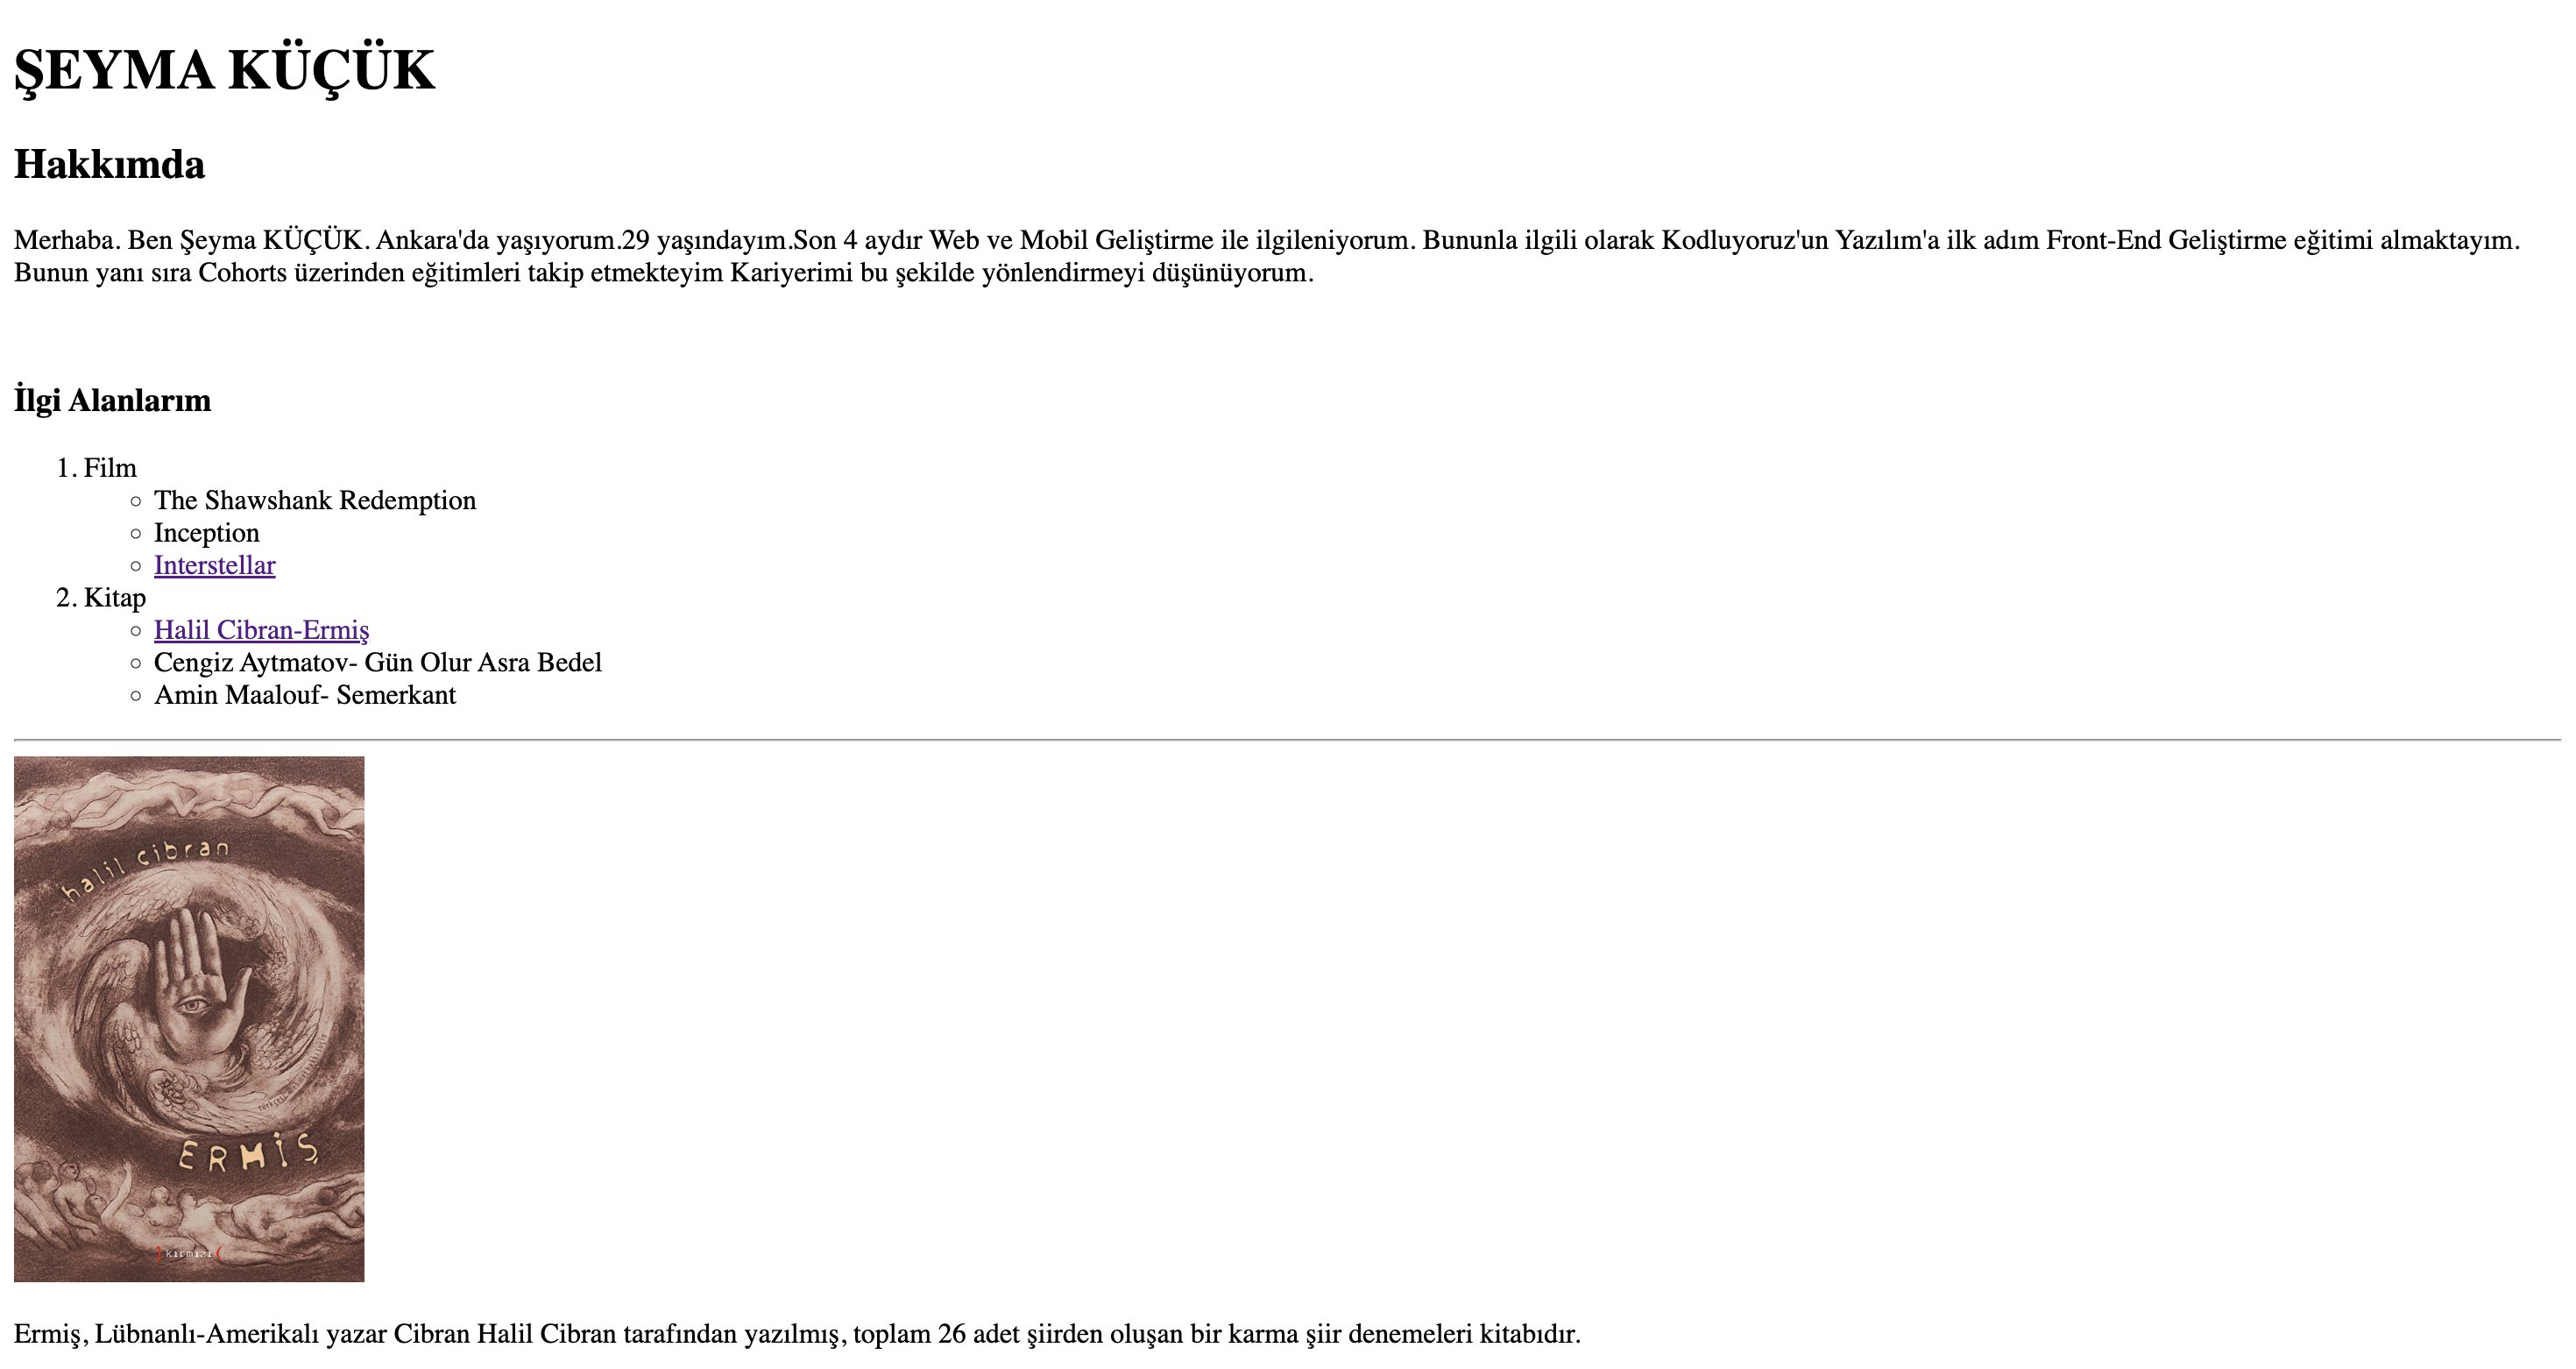 ŞEYMA KÜÇÜK
Hakkımda
Merhaba. Ben Şeyma KÜÇÜK. Ankara'da yaşıyorum.29 yaşındayım.Son 4 aydır Web ve Mobil Geliştirme ile ilgileniyorum. Bununla ilgili olarak Kodluyoruz'un Yazılım'a ilk adım Front-End Geliştirme eğitimi almaktayım.
Bunun yanı sıra Cohorts üzerinden eğitimleri takip etmekteyim Kariyerimi bu şekilde yönlendirmeyi düşünüyorum.
İlgi Alanlarım
1. Film
The Shawshank Redemption
Inception
Interstellar
2. Kitap
Halil Cibran-Ermiş
Cengiz Aytmatov- Gün Olur Asra Bedel
Amin Maalouf- Semerkant
halil cibran
ERMİŞ
kırmızı
Ermiş, Lübnanlı-Amerikalı yazar Cibran Halil Cibran tarafından yazılmış, toplam 26 adet şiirden oluşan bir karma şiir denemeleri kitabıdır.